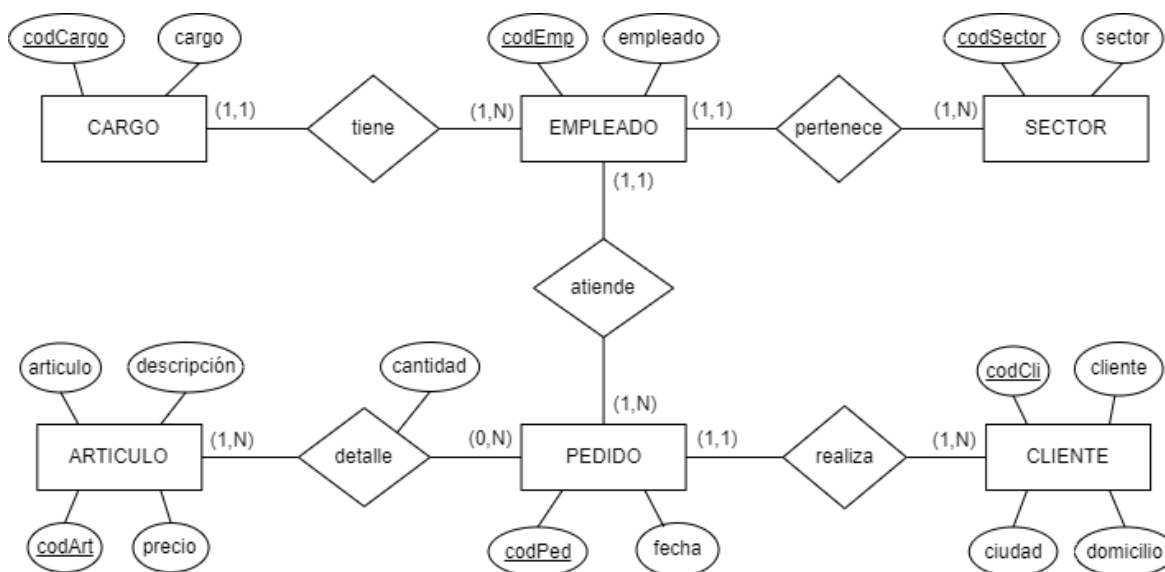 codCargo
cargo
codEmp
empleado
codSector
sector
CARGO
(1,1)
tiene
(1,N)
EMPLEADO
(1,1)
pertenece
(1,N)
SECTOR
(1,1)
atiende
articulo
descripción
cantidad
codCli
cliente
(1,N)
ARTICULO
(1,N)
detalle
(0,N)
PEDIDO
(1,1)
realiza
(1,N)
CLIENTE
codArt
precio
codPed
fecha
ciudad
domicilio